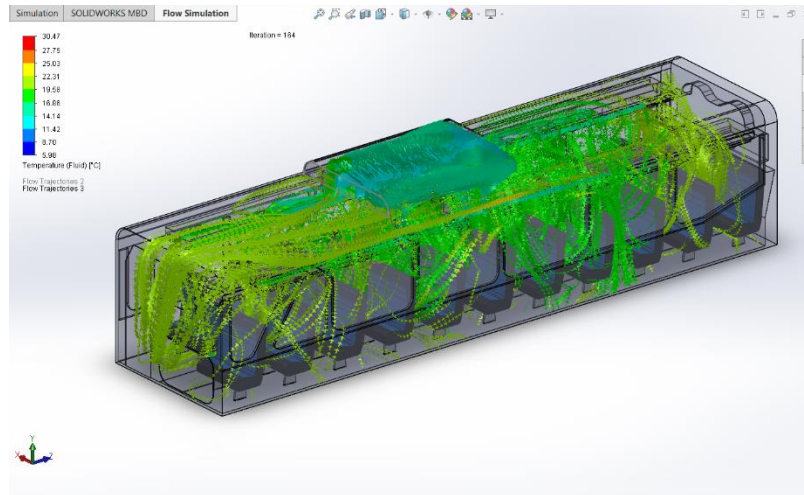 Simulation SOLIDWORKS MBD Flow Simulation
Iteration = 164
30.47
27.75
25.03
22.31
19.58
16.86
14.14
11.42
8.70
5.98
Temperature (Fluid) [°C]
Flow Trajectories 2
Flow Trajectories 3
Y
X
Z